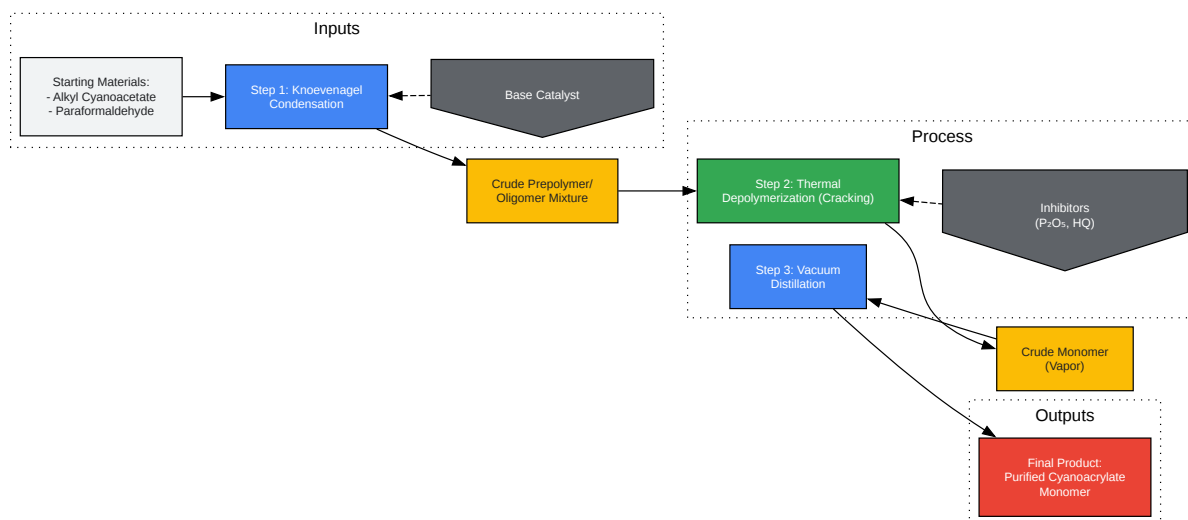 Inputs
Starting Materials:
- Alkyl Cyanoacetate
- Paraformaldehyde
Step 1: Knoevenagel
Condensation
Base Catalyst
Crude Prepolymer/
Oligomer Mixture
Process
Step 2: Thermal
Depolymerization (Cracking)
Inhibitors
(P₂O₅, HQ)
Step 3: Vacuum
Distillation
Crude Monomer
(Vapor)
Outputs
Final Product:
Purified Cyanoacrylate
Monomer